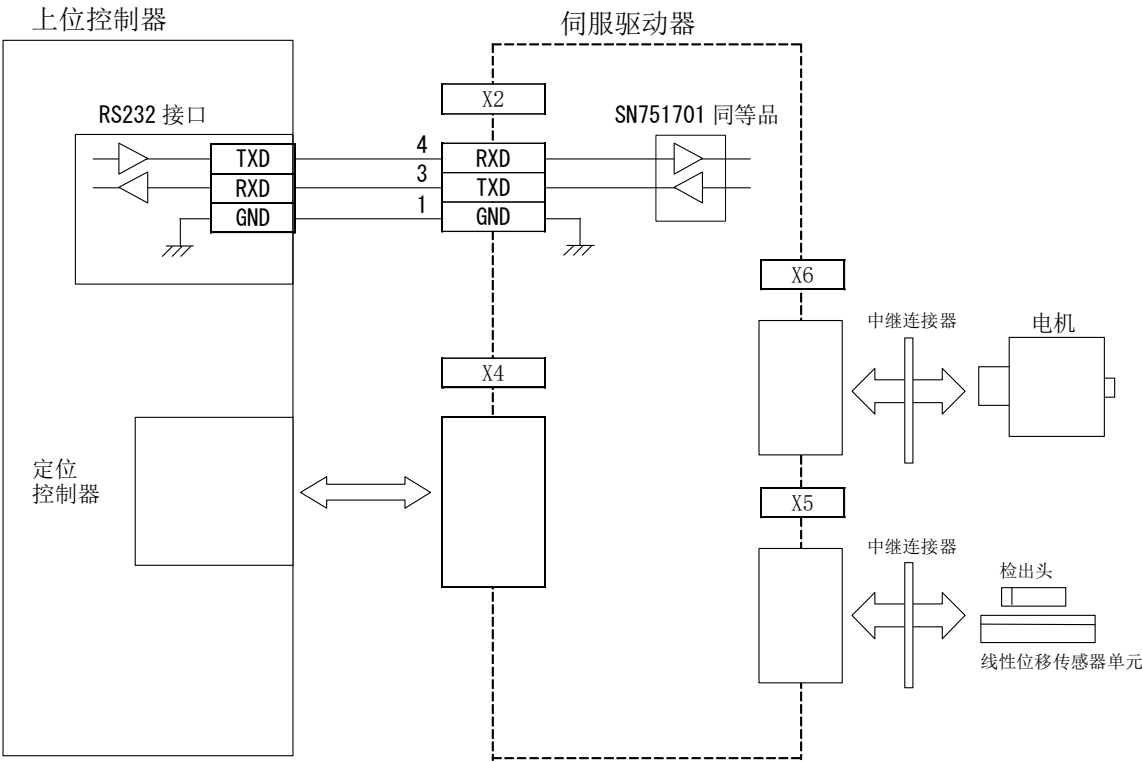 上位控制器
伺服驱动器
X2
RS232 接口
SN751701 同等品
TXD
4
RXD
RXD
3
TXD
GND
1
GND
X6
中继连接器
电机
X4
定位
控制器
X5
中继连接器
检出头
线性位移传感器单元